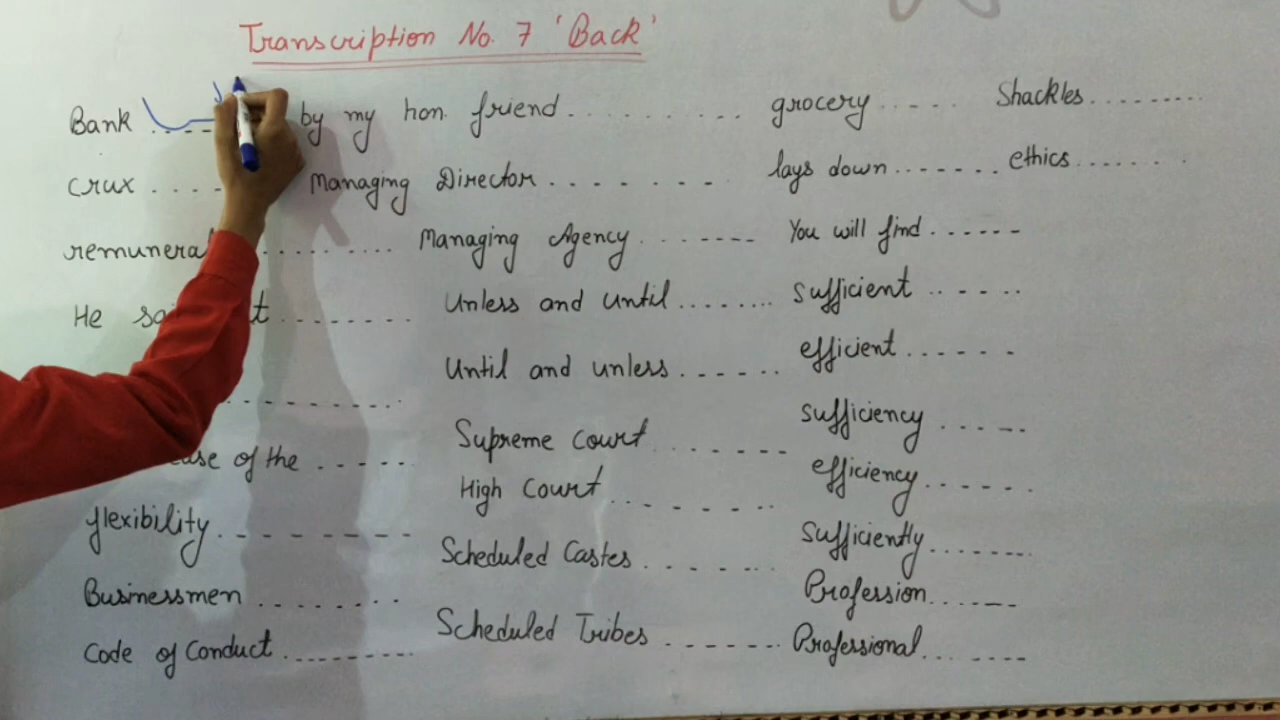 Transcription No. 7 'Back'
Bank ....
by my hon. friend ..........
grocery ..... 
Shackles .........
Crux ....
Managing Director .......
lays down .......
ethics .......
........
Managing Agency .......
You will find ......
He ........
Unless and until ........
sufficient ......
Until and unless ......
efficient ......
..........
Supreme Court .......
sufficiency ......
of the ......
High Court ........
efficiency ......
flexibility .........
Scheduled Castes .......
Sufficiently .......
Businessmen ........
Scheduled Tribes .......
Profession ......
Code of Conduct .........
Professional .......